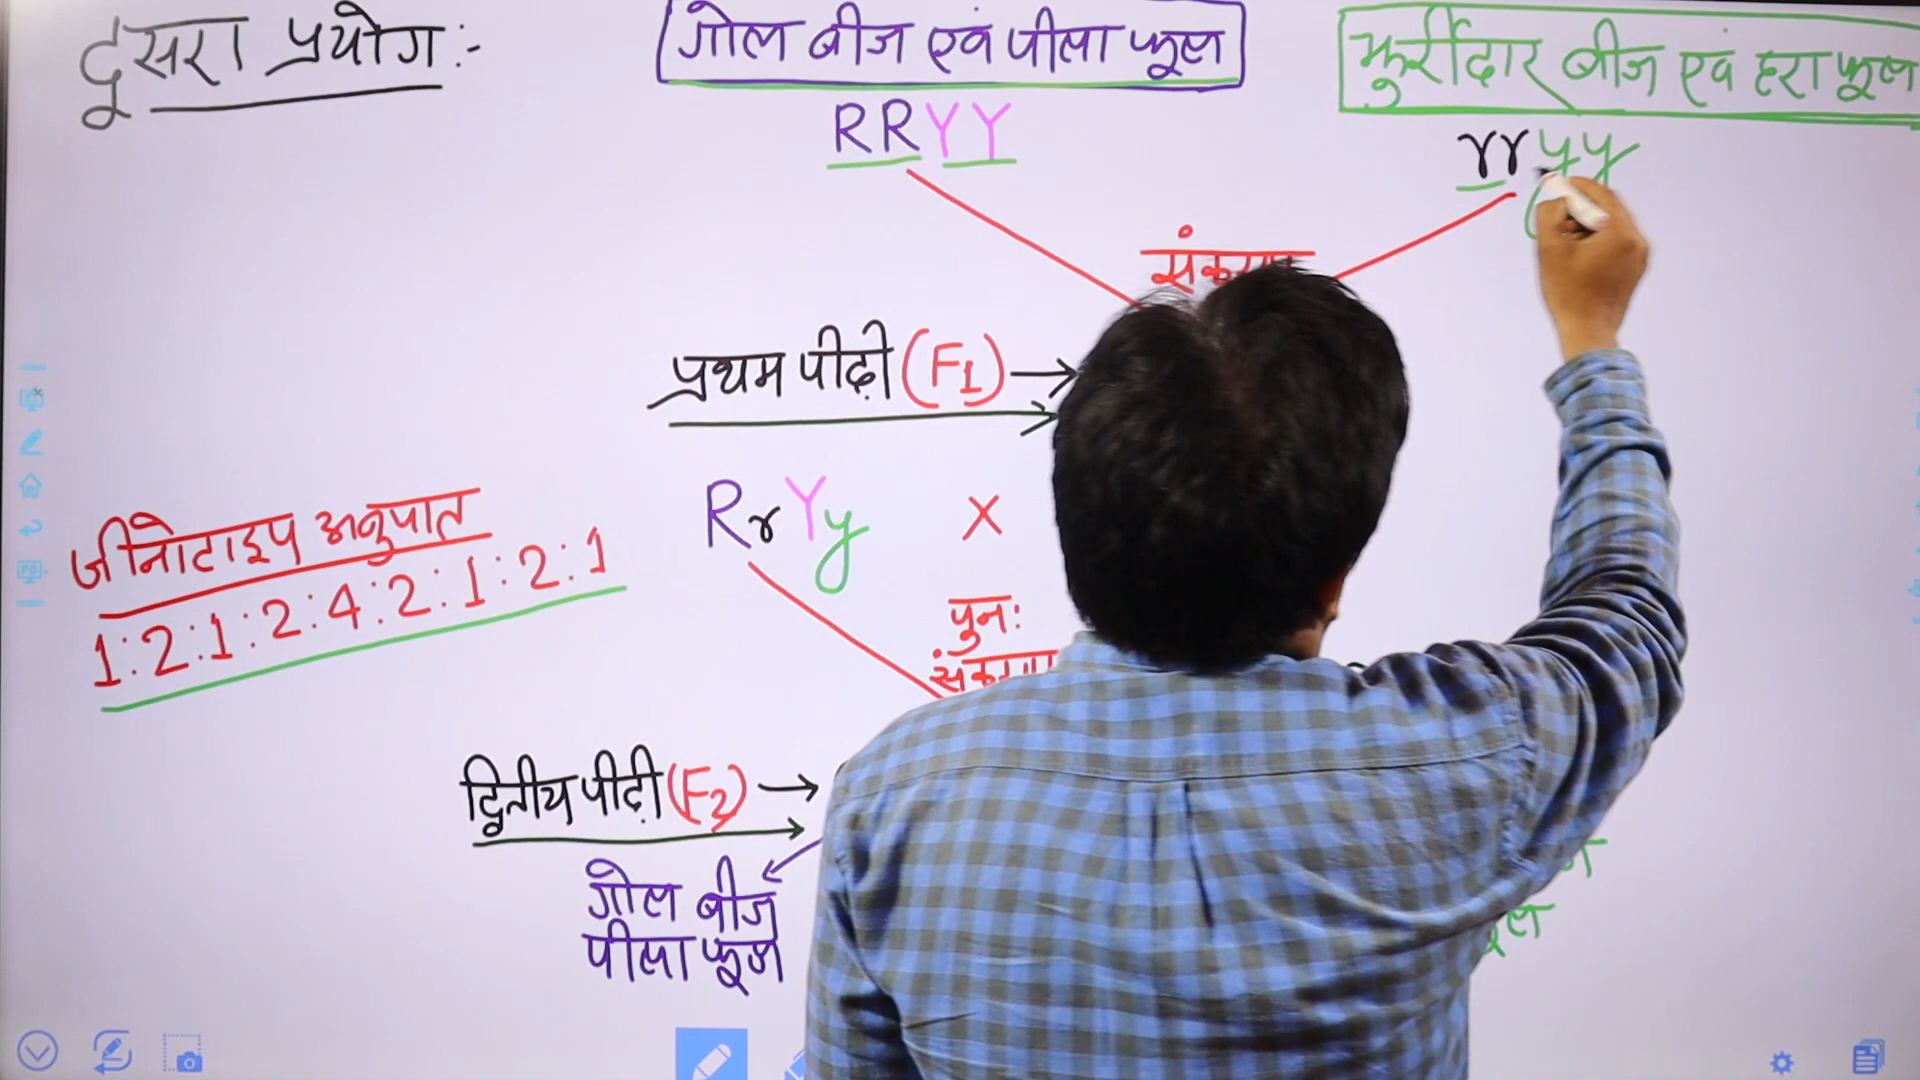 दूसरा प्रयोग :-
गोल बीज एवं पीला फूल
झुर्रीदार बीज एवं हरा फूल
RRYY
rryy
प्रथम पीढ़ी (F1) →
RrYy X
जीनोटाइप अनुपात
1:2:1:2:4:2:1:2:1
पुनः
द्वितीय पीढ़ी (F2) →
गोल बीज
पीला फूल